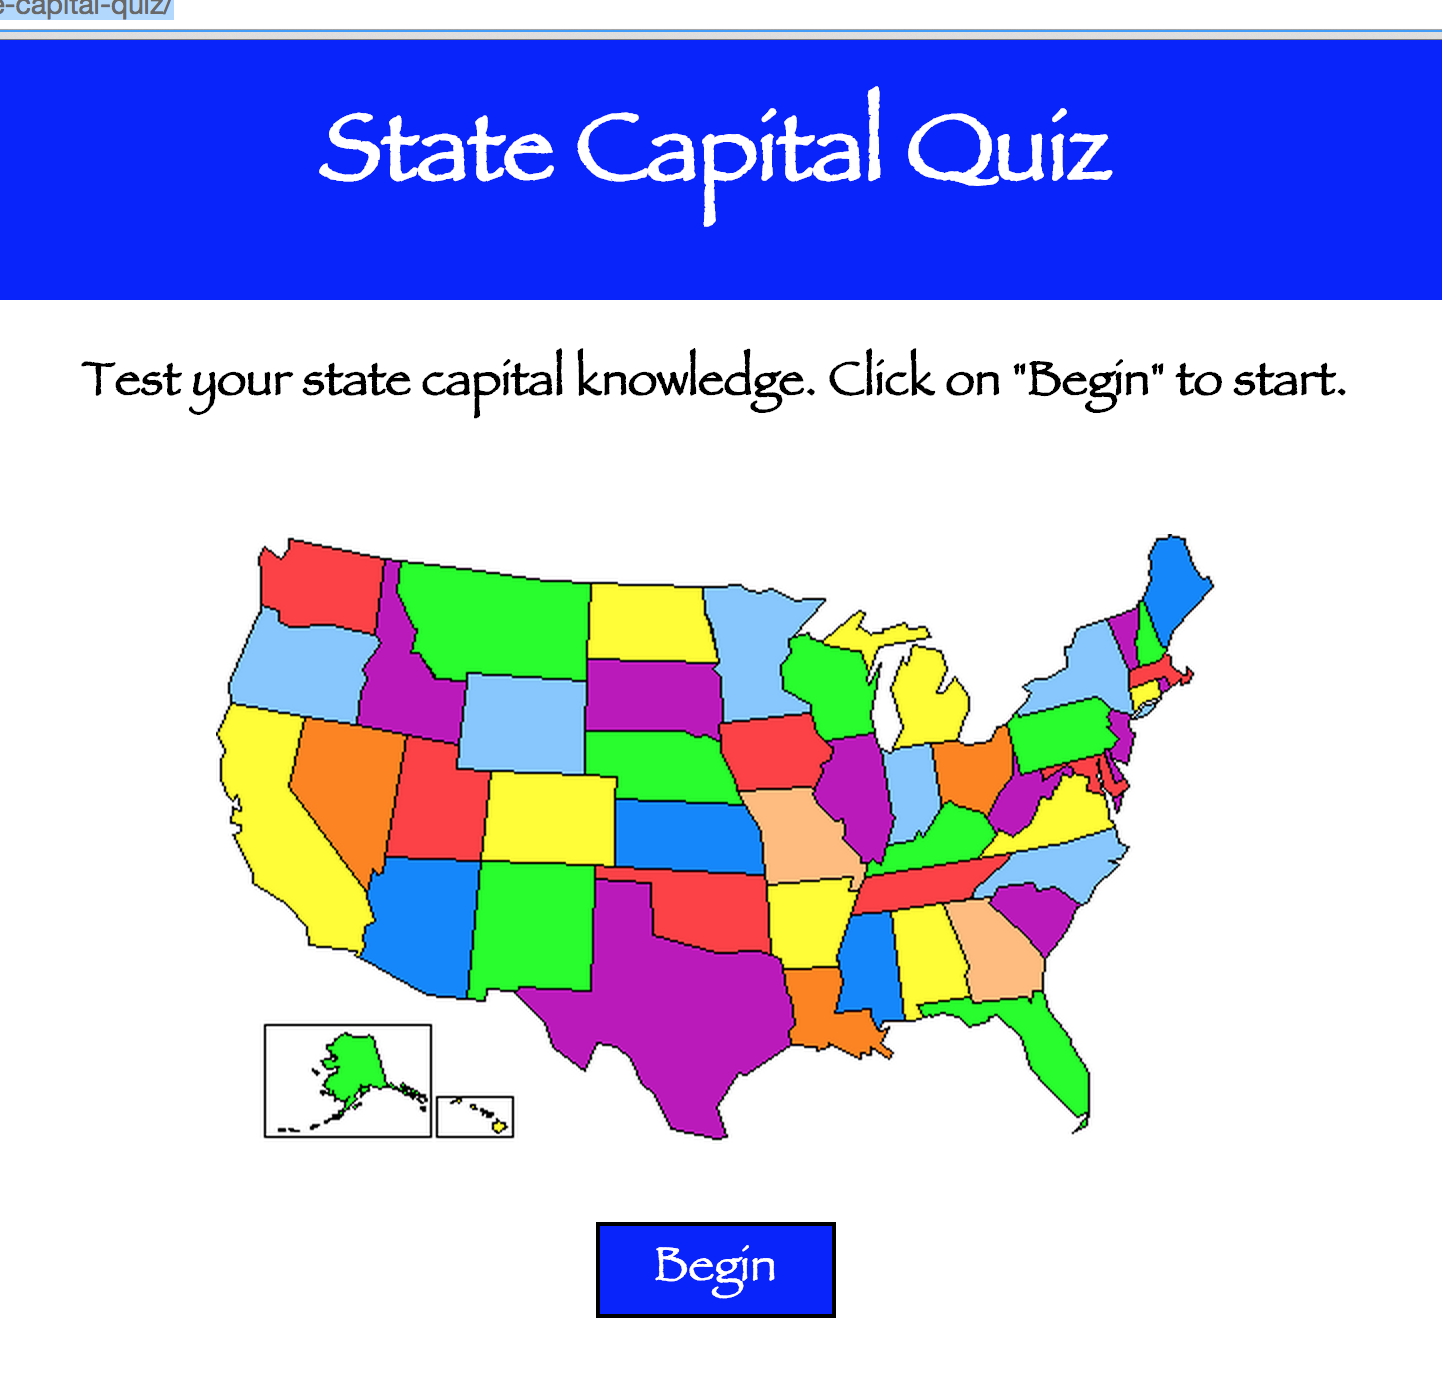 e-capital-quiz/
State Capital Quiz
Test your state capital knowledge. Click on "Begin" to start.
Begin